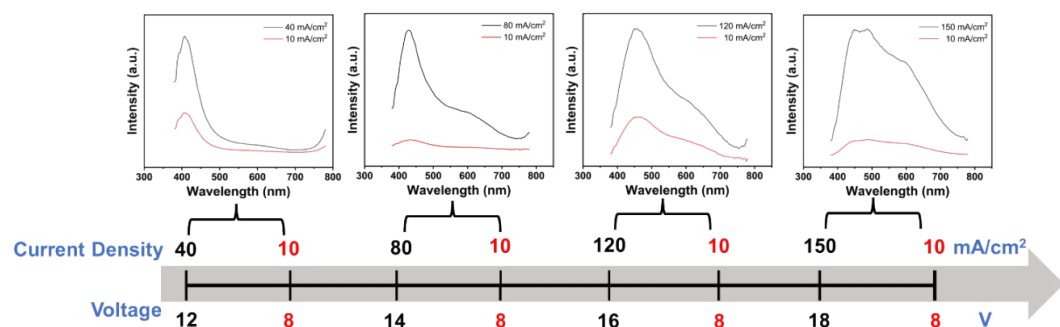 40 mA/cm²
10 mA/cm²
Intensity (a.u.)
300 400 500 600 700 800
Wavelength (nm)
80 mA/cm²
10 mA/cm²
Intensity (a.u.)
300 400 500 600 700 800
Wavelength (nm)
120 mA/cm²
10 mA/cm²
Intensity (a.u.)
300 400 500 600 700 800
Wavelength (nm)
150 mA/cm²
10 mA/cm²
Intensity (a.u.)
300 400 500 600 700 800
Wavelength (nm)
Current Density 40 10 80 10 120 10 150 10 mA/cm²
Voltage 12 8 14 8 16 8 18 8 V